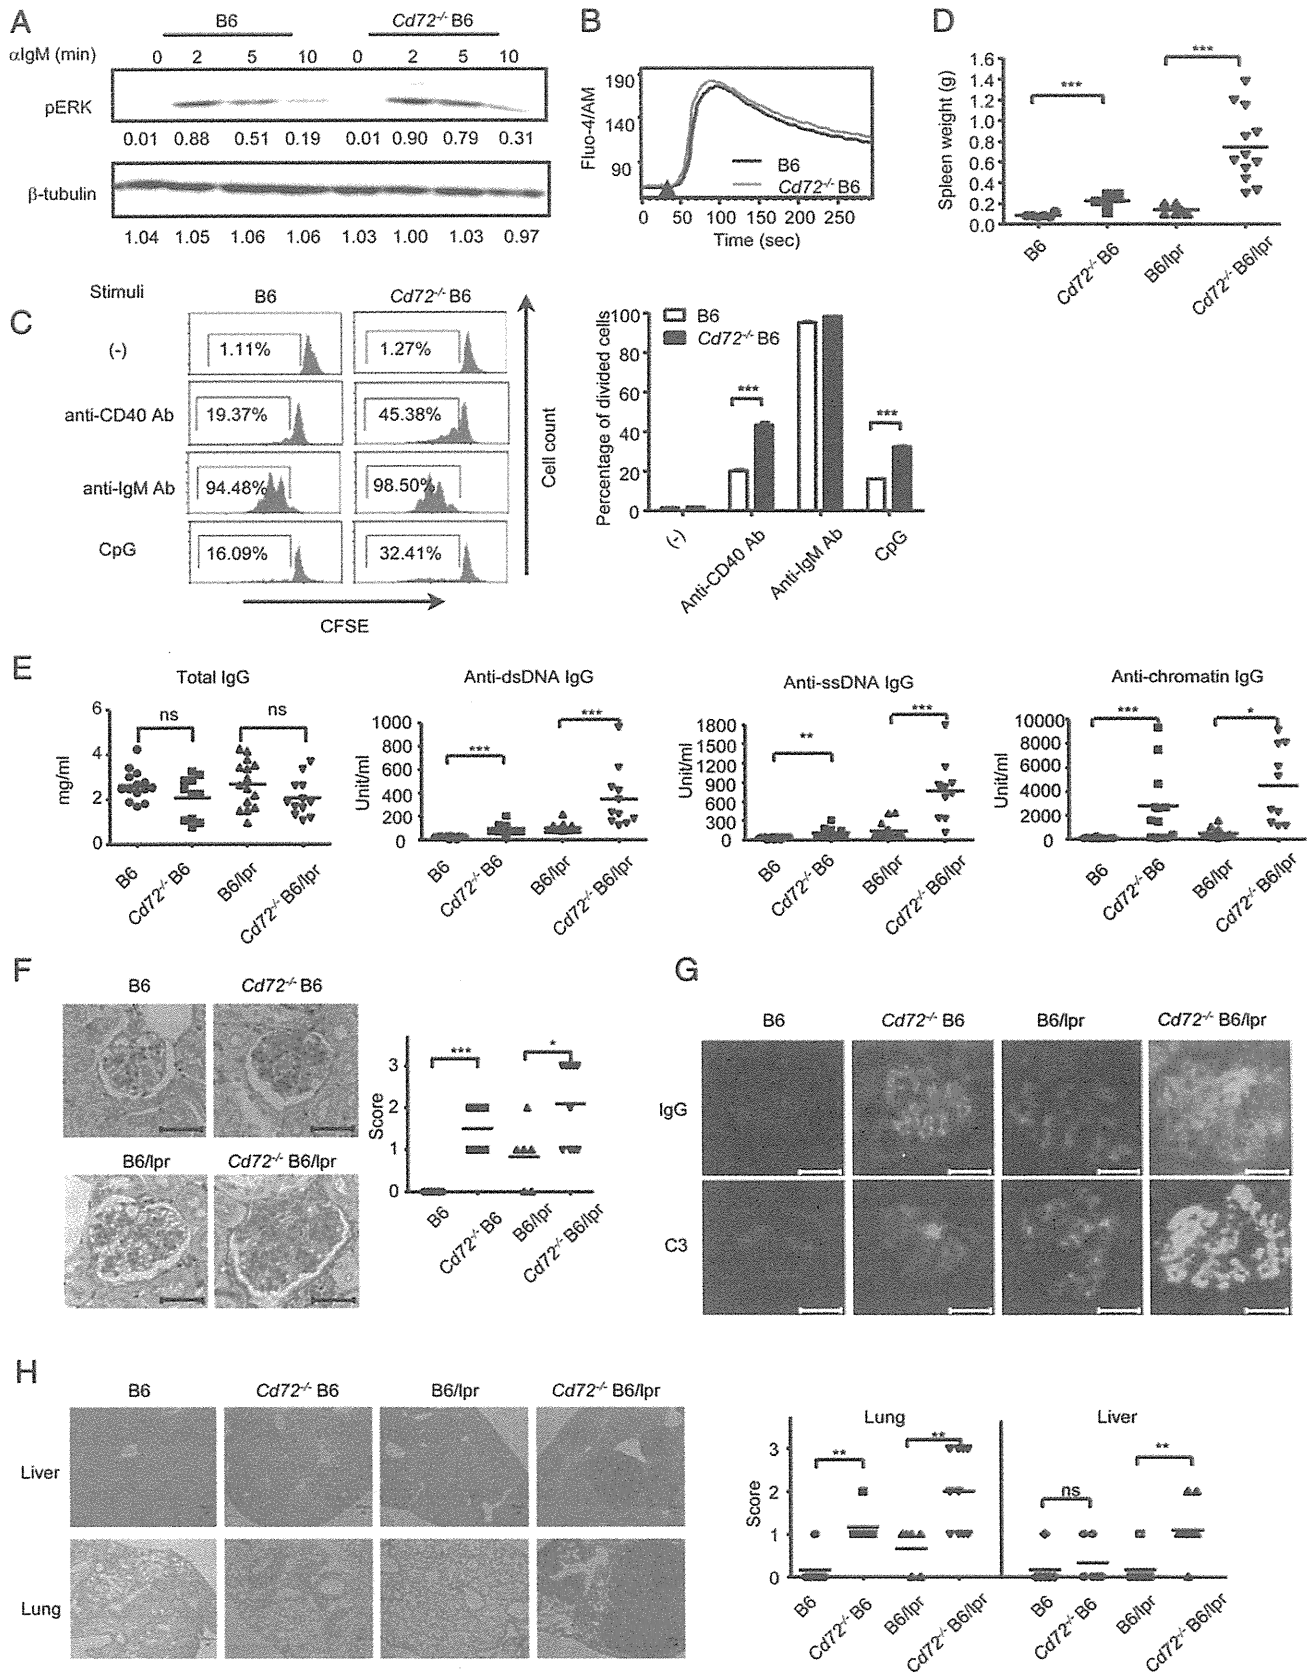 A
B6 Cd72-/- B6
αIgM (min) 0 2 5 10 0 2 5 10
pERK
0.01 0.88 0.51 0.19 0.01 0.90 0.79 0.31
β-tubulin
1.04 1.05 1.06 1.06 1.03 1.00 1.03 0.97
B
Fluo-4/AM
190
140
90
B6
Cd72-/- B6
0 50 100 150 200 250
Time (sec)
D
Spleen weight (g)
1.6
1.4
1.2
1.0
0.8
0.6
0.4
0.2
0.0
***
***
B6 Cd72-/- B6 B6/lpr Cd72-/- B6/lpr
C
Stimuli B6 Cd72-/- B6
(-) 1.11% 1.27%
anti-CD40 Ab 19.37% 45.38%
anti-IgM Ab 94.48% 98.50%
CpG 16.09% 32.41%
CFSE
Cell count
Percentage of divided cells
100
80
60
40
20
0
B6
Cd72-/- B6
***
***
(-) Anti-CD40 Ab Anti-IgM Ab CpG
E
Total IgG
mg/ml
6
4
2
0
ns ns
B6 Cd72-/- B6 B6/lpr Cd72-/- B6/lpr
Anti-dsDNA IgG
Unit/ml
1000
800
600
400
200
0
*** ***
B6 Cd72-/- B6 B6/lpr Cd72-/- B6/lpr
Anti-ssDNA IgG
Unit/ml
1800
1500
1200
900
600
300
0
** ***
B6 Cd72-/- B6 B6/lpr Cd72-/- B6/lpr
Anti-chromatin IgG
Unit/ml
10000
8000
6000
4000
2000
0
*** *
B6 Cd72-/- B6 B6/lpr Cd72-/- B6/lpr
F
B6 Cd72-/- B6
B6/lpr Cd72-/- B6/lpr
Score
3
2
1
0
*** *
B6 Cd72-/- B6 B6/lpr Cd72-/- B6/lpr
G
B6 Cd72-/- B6 B6/lpr Cd72-/- B6/lpr
IgG
C3
H
B6 Cd72-/- B6 B6/lpr Cd72-/- B6/lpr
Liver
Lung
Lung Liver
Score
3
2
1
0
** ** ns **
B6 Cd72-/- B6 B6/lpr Cd72-/- B6/lpr B6 Cd72-/- B6 B6/lpr Cd72-/- B6/lpr